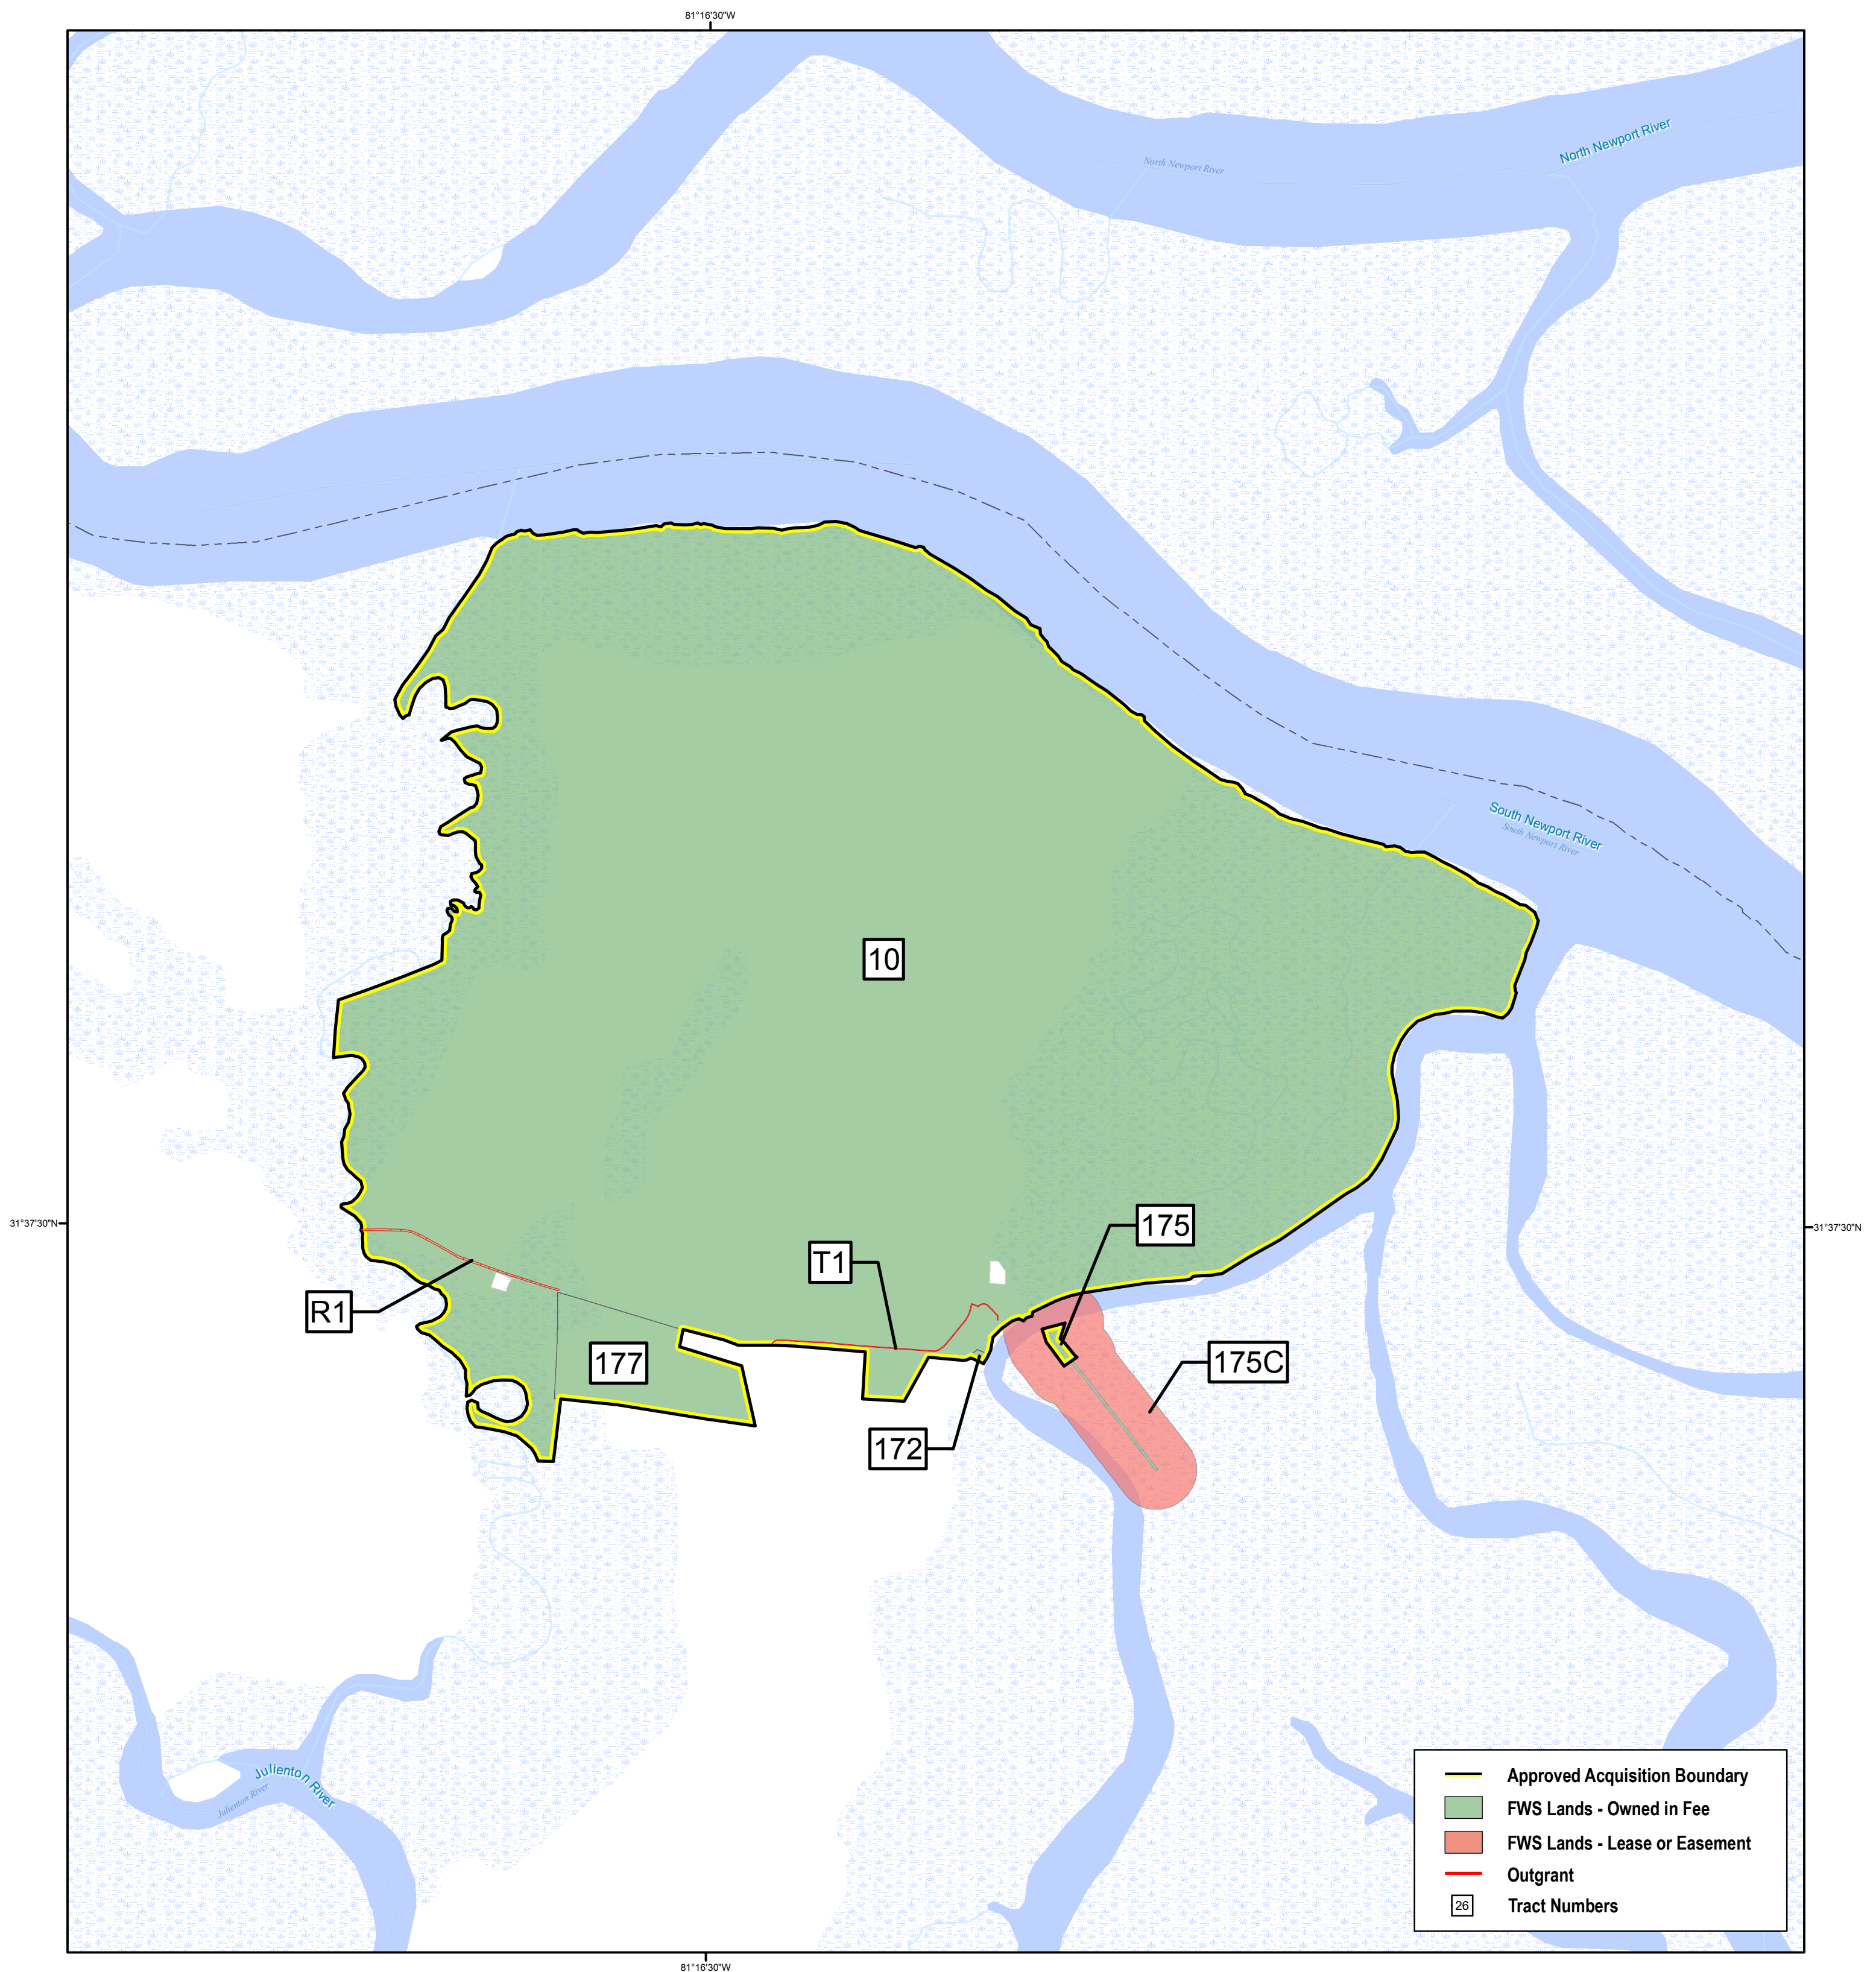 81°16'30"W
North Newport River
North Newport River
South Newport River
South Newport River
10
31°37'30"N
31°37'30"N
175
T1
R1
177
175C
172
Julienton River
Julienton River
Approved Acquisition Boundary
FWS Lands - Owned in Fee
FWS Lands - Lease or Easement
Outgrant
26 Tract Numbers
81°16'30"W